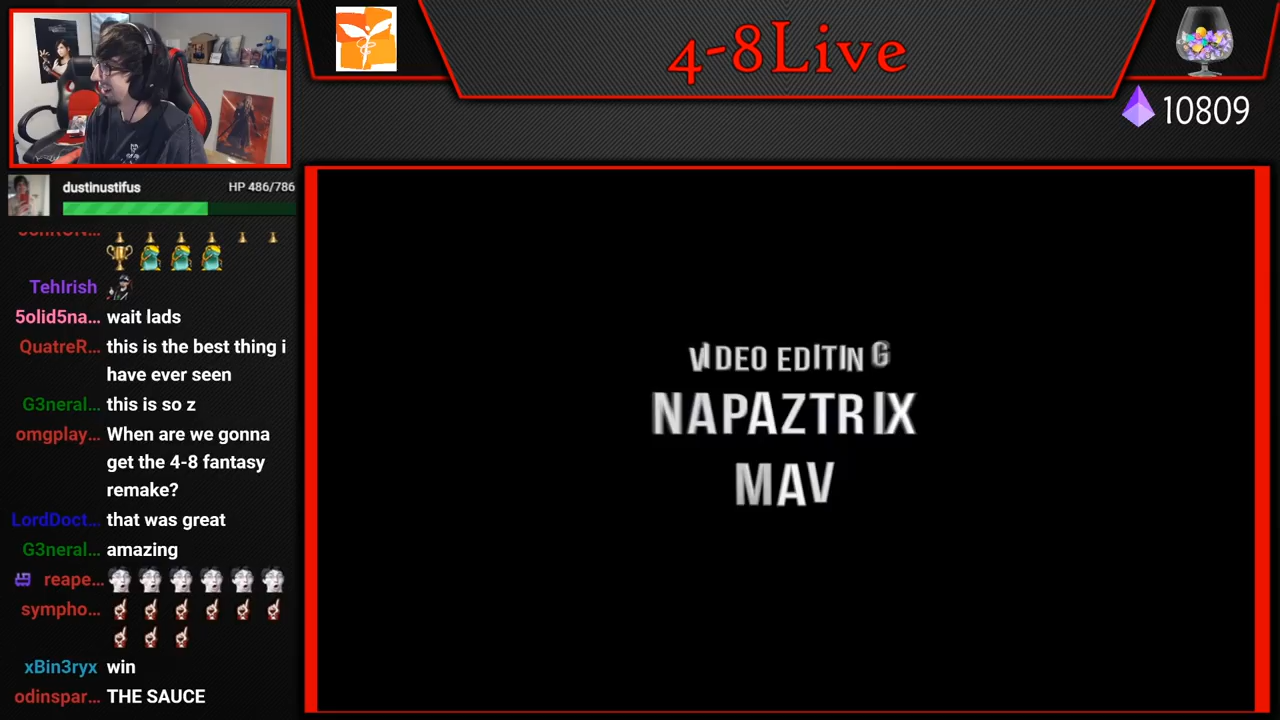 4-8Live
10809
dustinustifus HP 486/786
TehIrish
5olid5na... wait lads
QuatreR... this is the best thing i
have ever seen
G3neral... this is so z
omgplay... When are we gonna
get the 4-8 fantasy
remake?
LordDoct... that was great
G3neral... amazing
reape...
sympho...
xBin3ryx win
odinspar... THE SAUCE
VIDEO EDITING
NAPAZTRIX
MAV